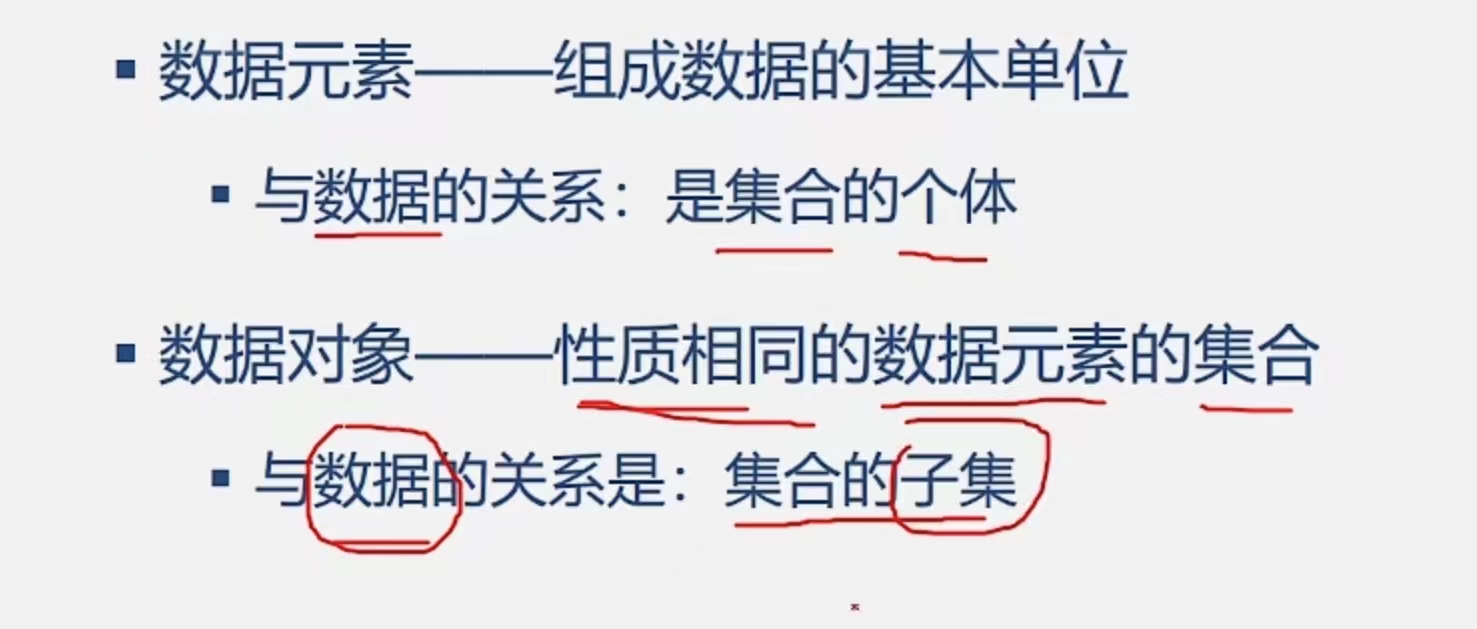 ▪ 数据元素——组成数据的基本单位
▪ 与数据的关系：是集合的个体
▪ 数据对象——性质相同的数据元素的集合
▪ 与数据的关系是：集合的子集